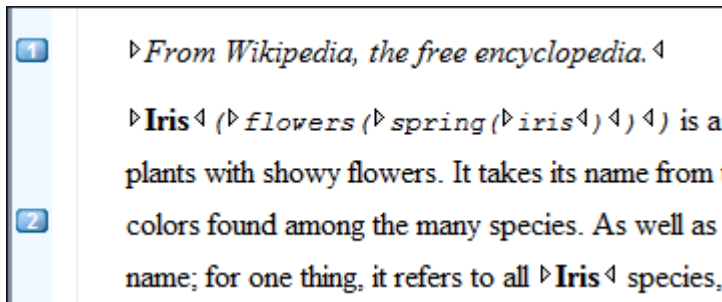 1 ▷From Wikipedia, the free encyclopedia.◁
▷Iris◁ (▷flowers(▷spring(▷iris◁)◁)◁) is a
plants with showy flowers. It takes its name from
2 colors found among the many species. As well as
name; for one thing, it refers to all ▷Iris◁ species,